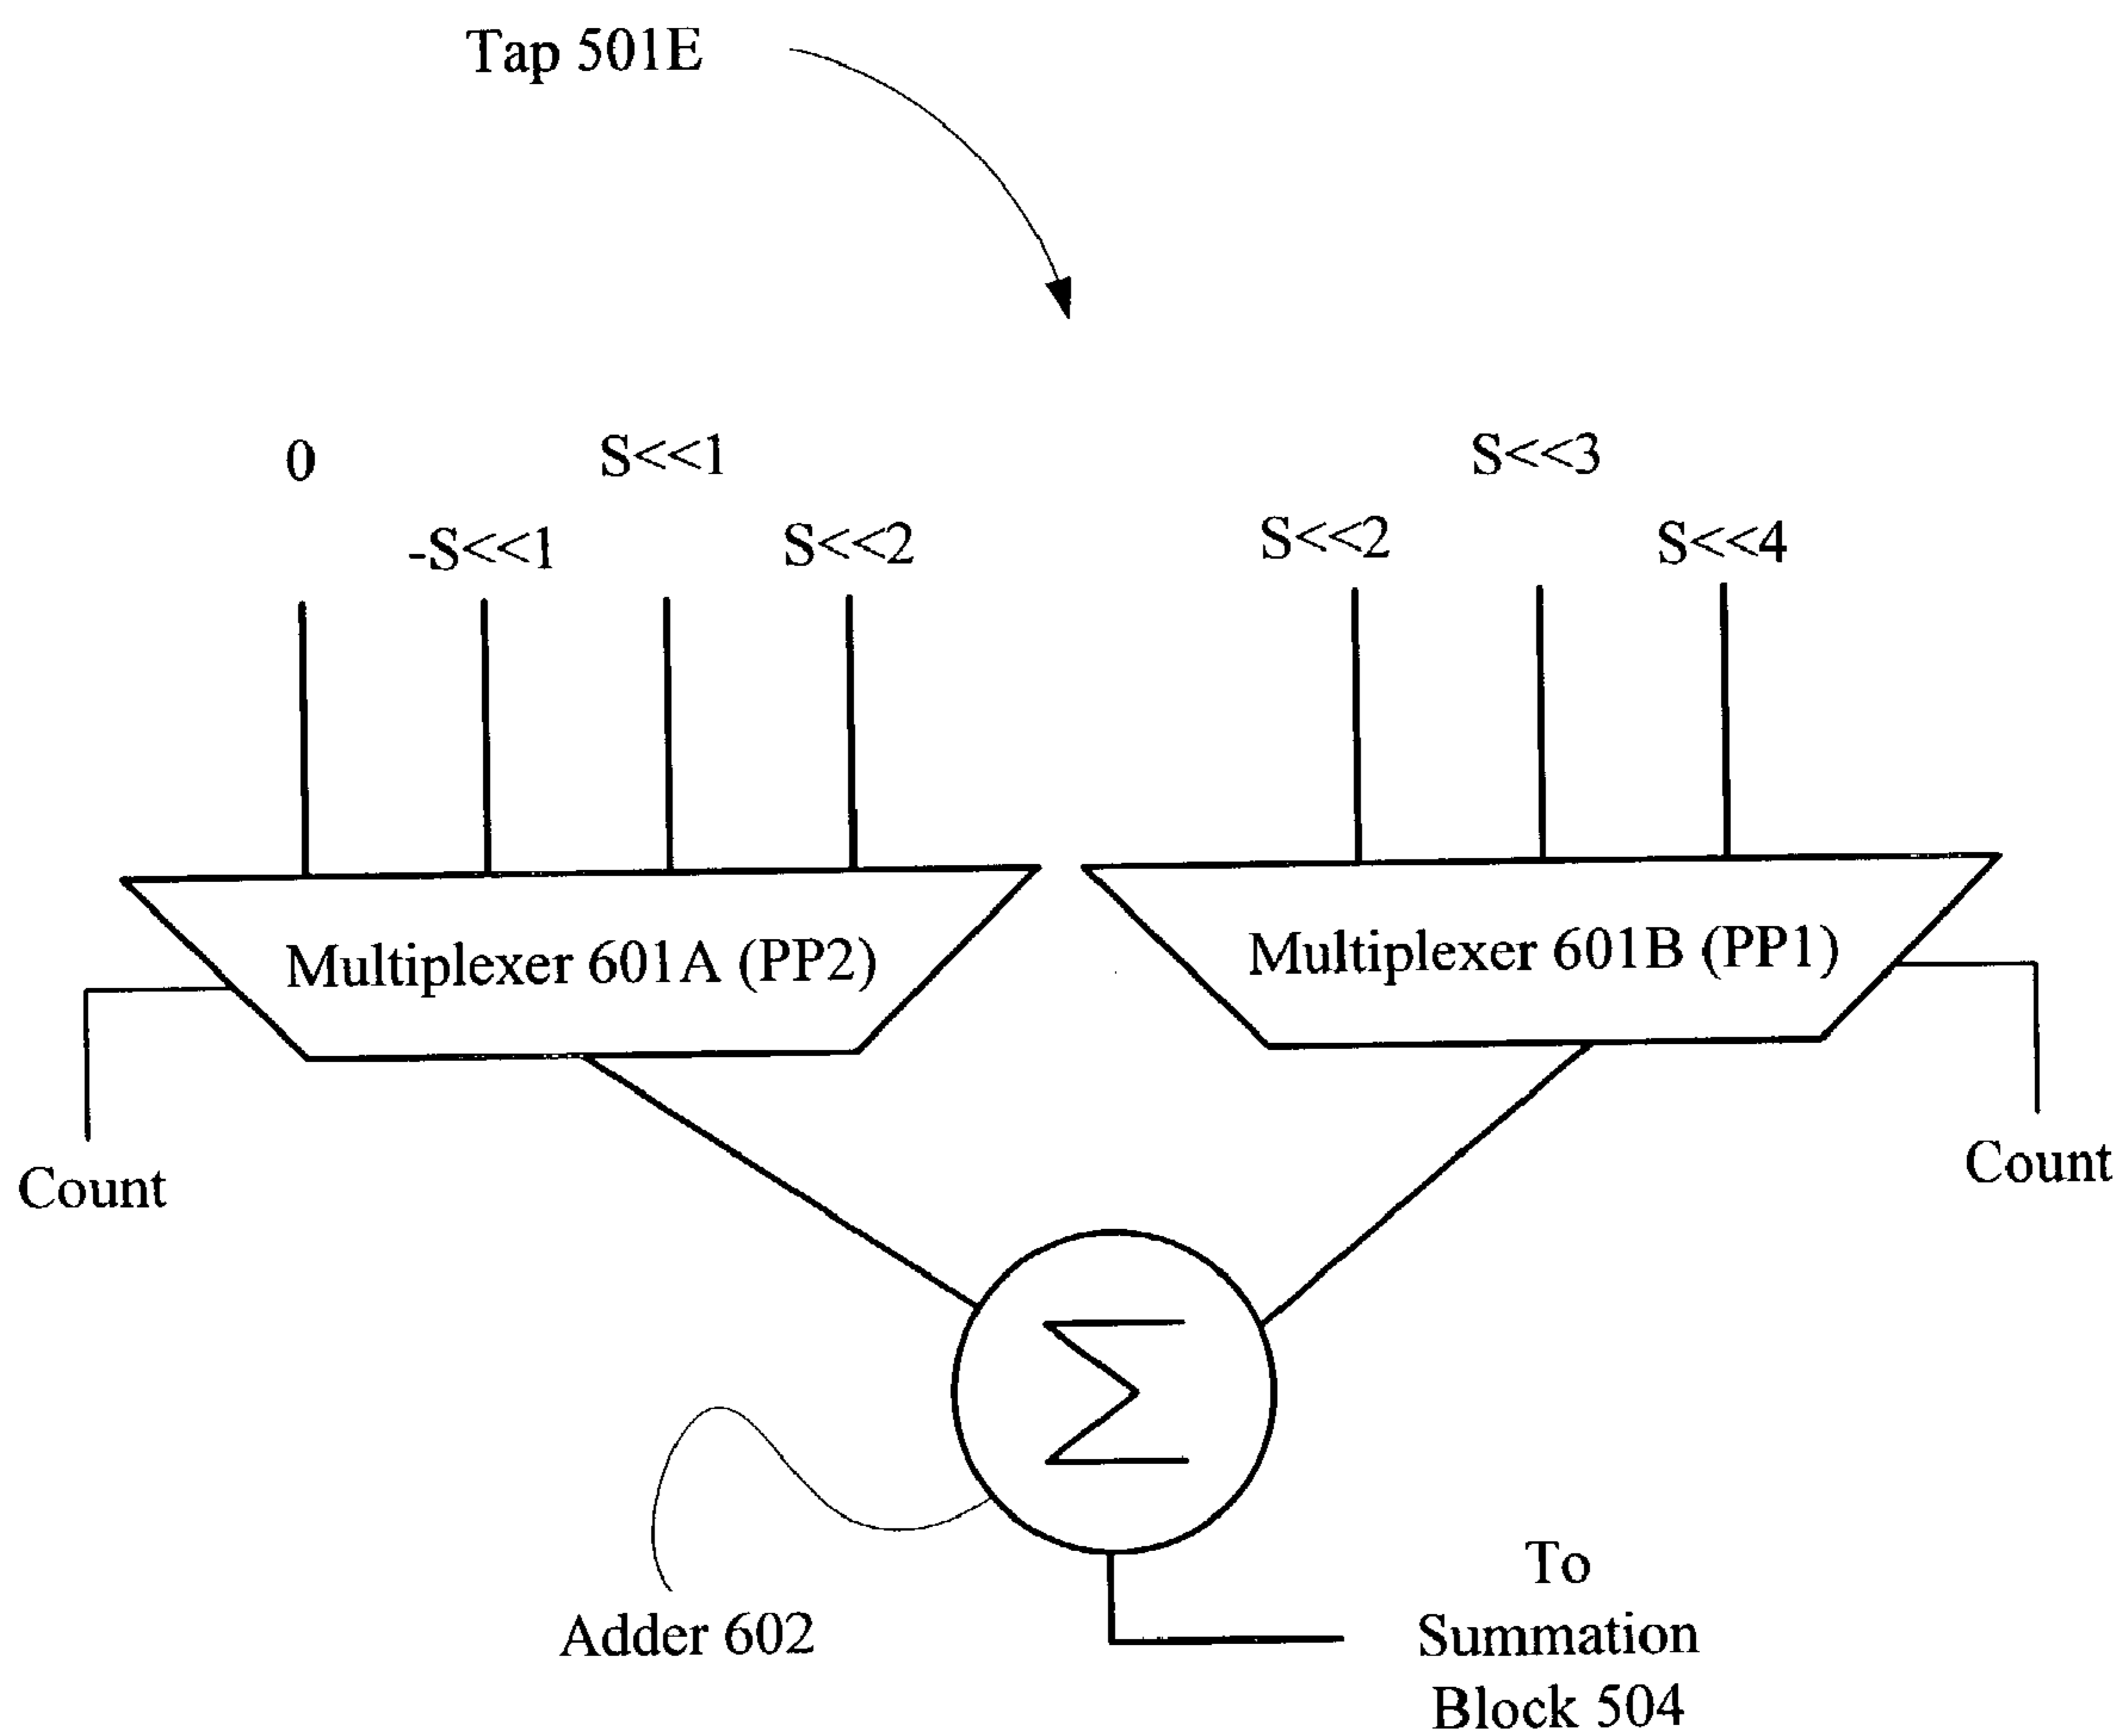 Tap 501E
0
S<<1
S<<3
-S<<1
S<<2
S<<2
S<<4
Multiplexer 601A (PP2)
Multiplexer 601B (PP1)
Count
Count
Σ
Adder 602
To
Summation
Block 504